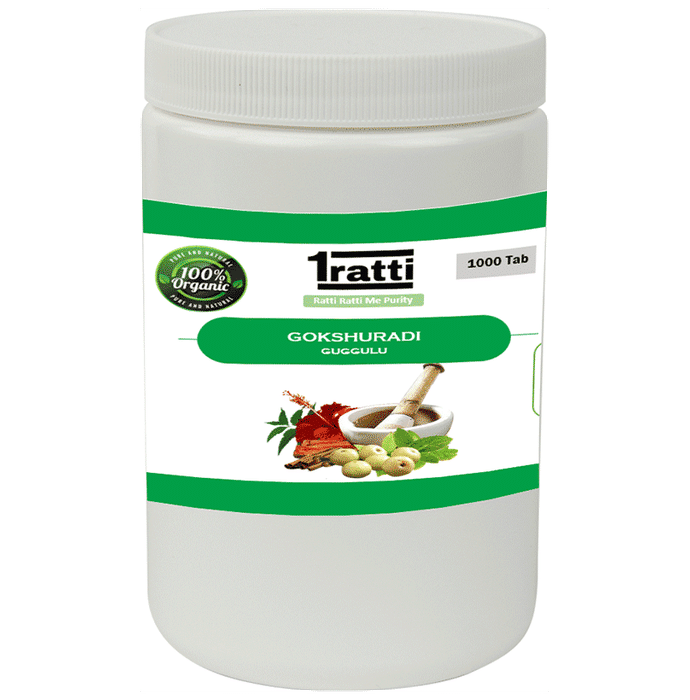 PURE AND NATURAL
100%
Organic
PURE AND NATURAL
1ratti
Ratti Ratti Me Purity
1000 Tab
GOKSHURADI
GUGGULU